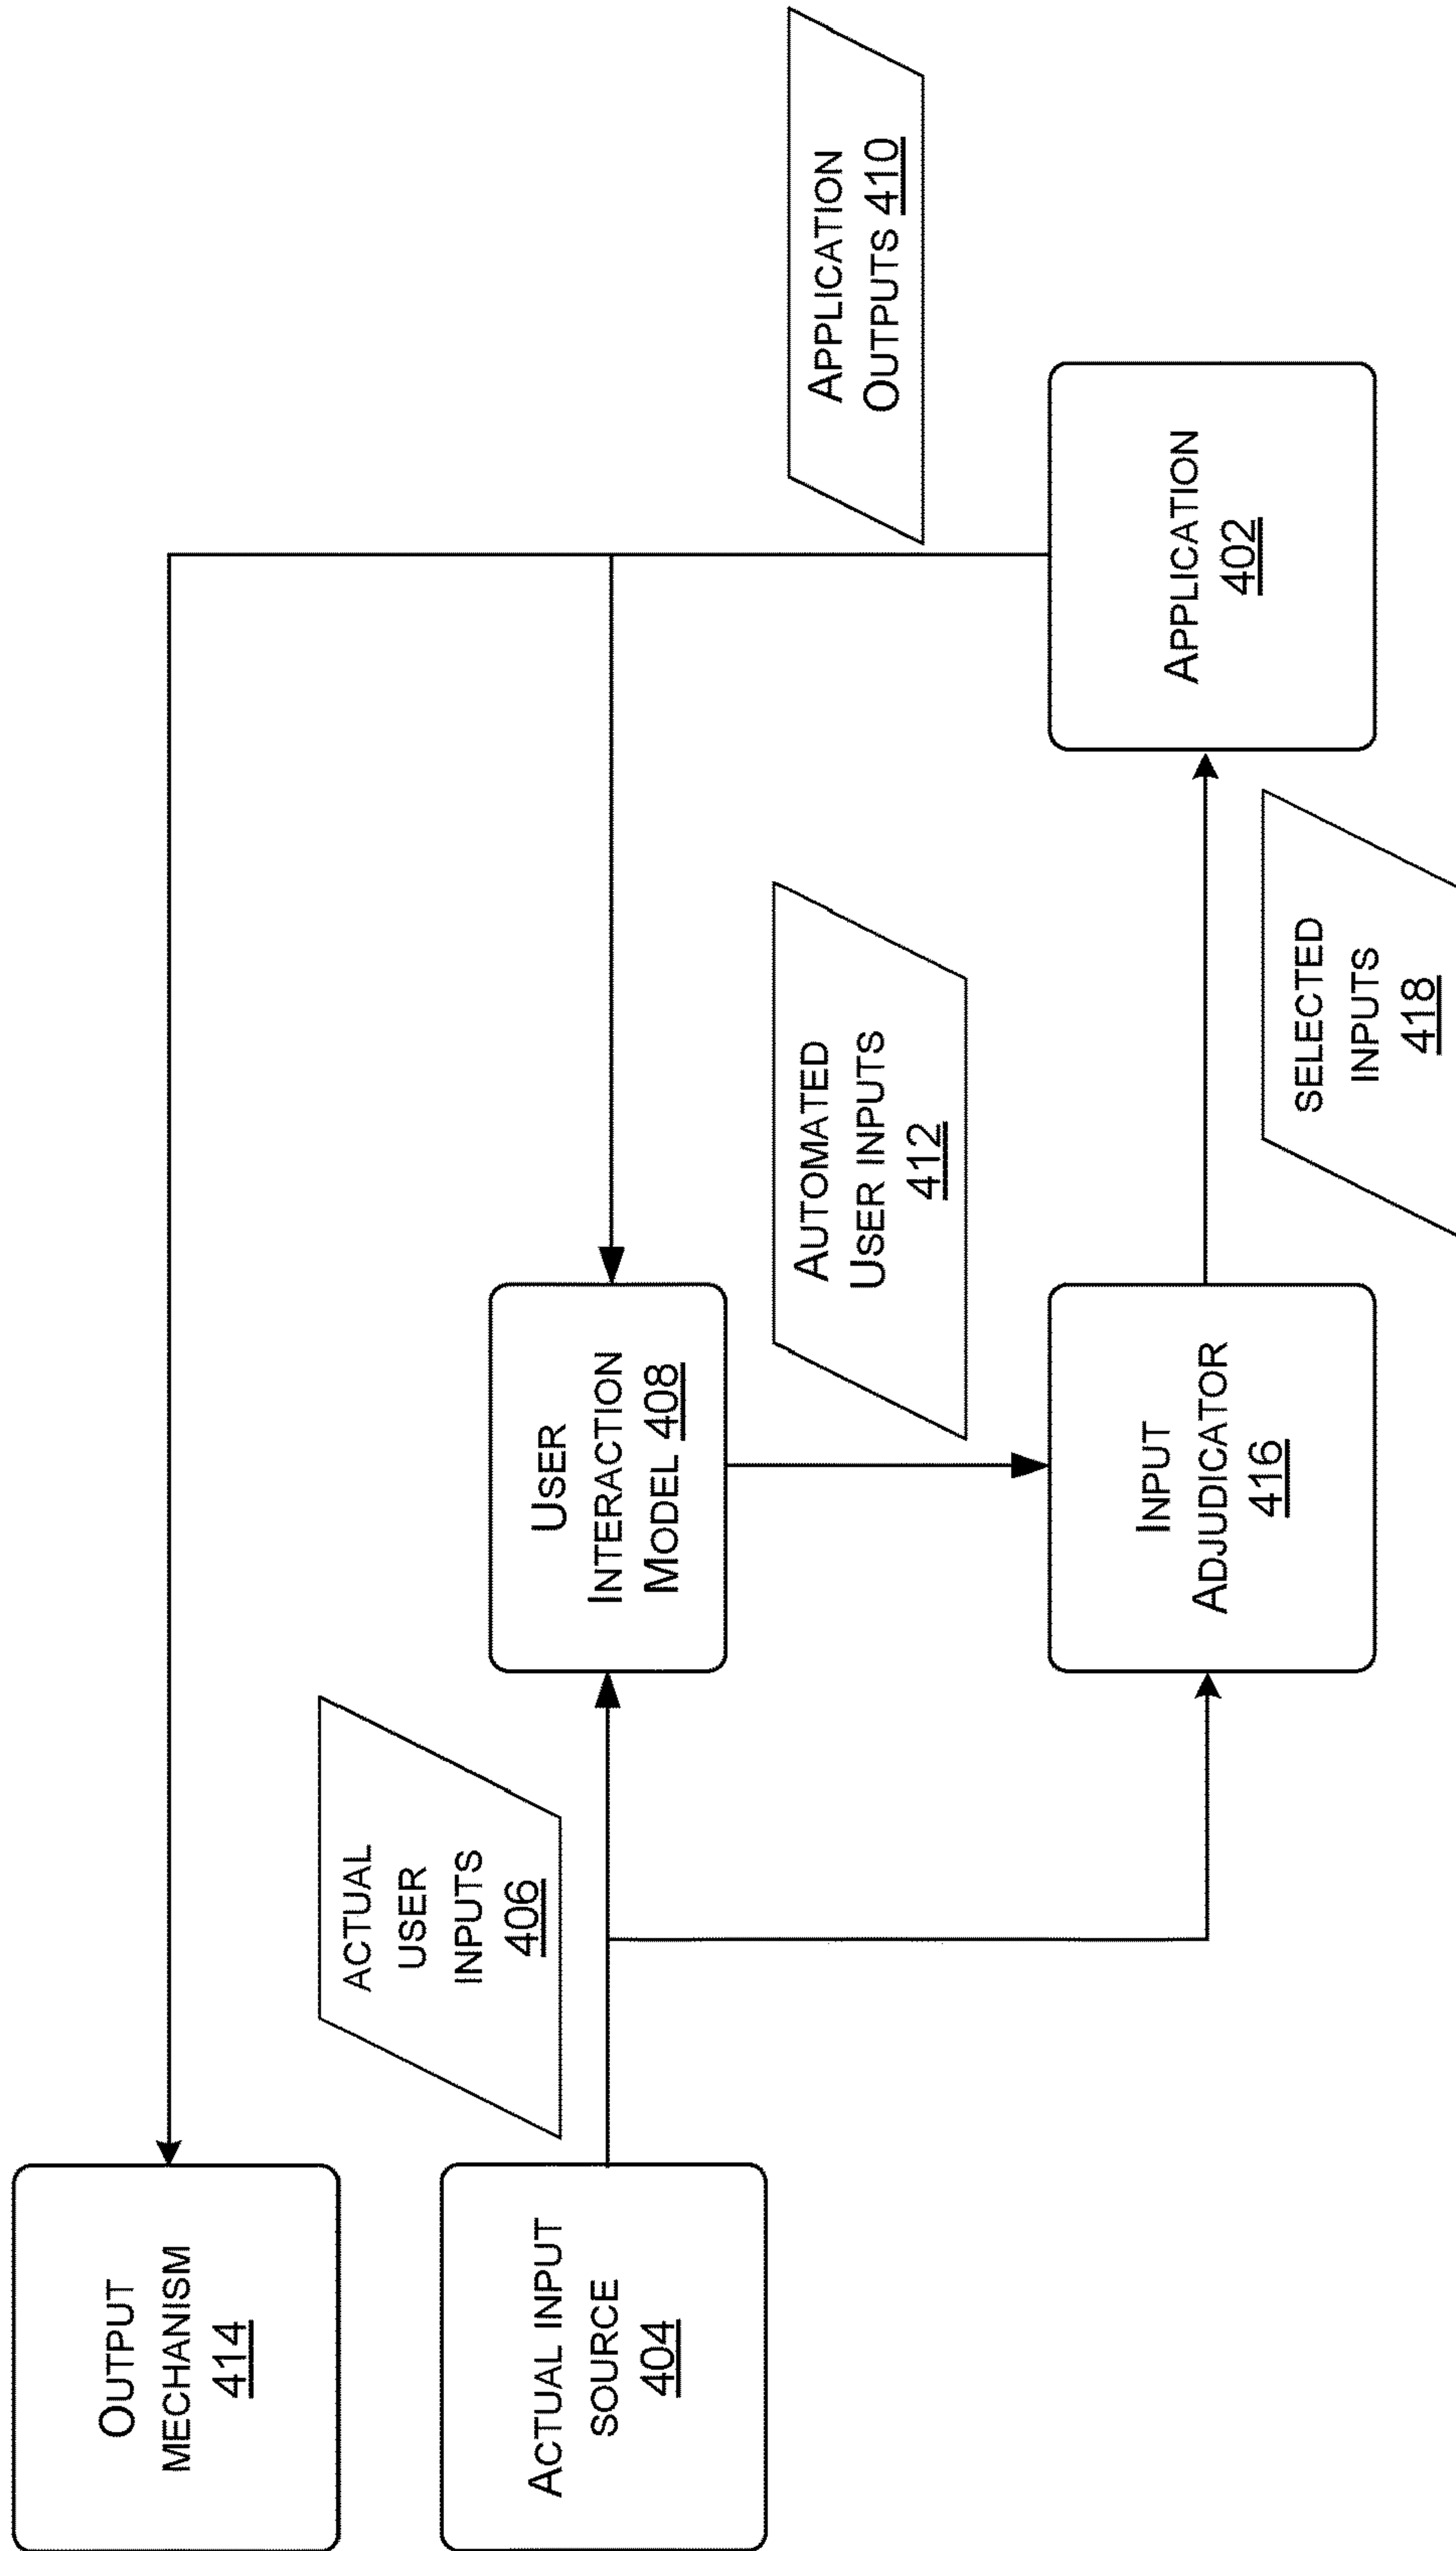 OUTPUT
MECHANISM
414
ACTUAL INPUT
SOURCE
404
ACTUAL
USER
INPUTS
406
USER
INTERACTION
MODEL 408
AUTOMATED
USER INPUTS
412
INPUT
ADJUDICATOR
416
SELECTED
INPUTS
418
APPLICATION
OUTPUTS 410
APPLICATION
402